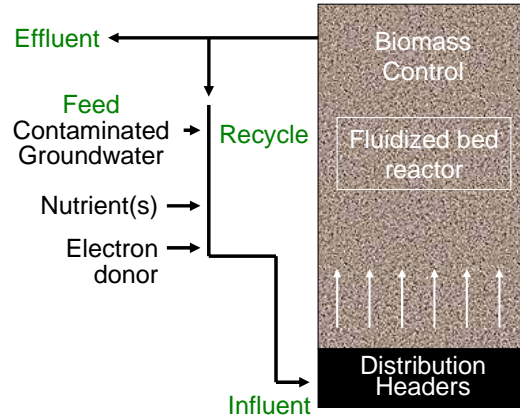 Effluent
Biomass
Control
Feed
Contaminated
Groundwater
Recycle
Fluidized bed
reactor
Nutrient(s)
Electron
donor
Distribution
Headers
Influent